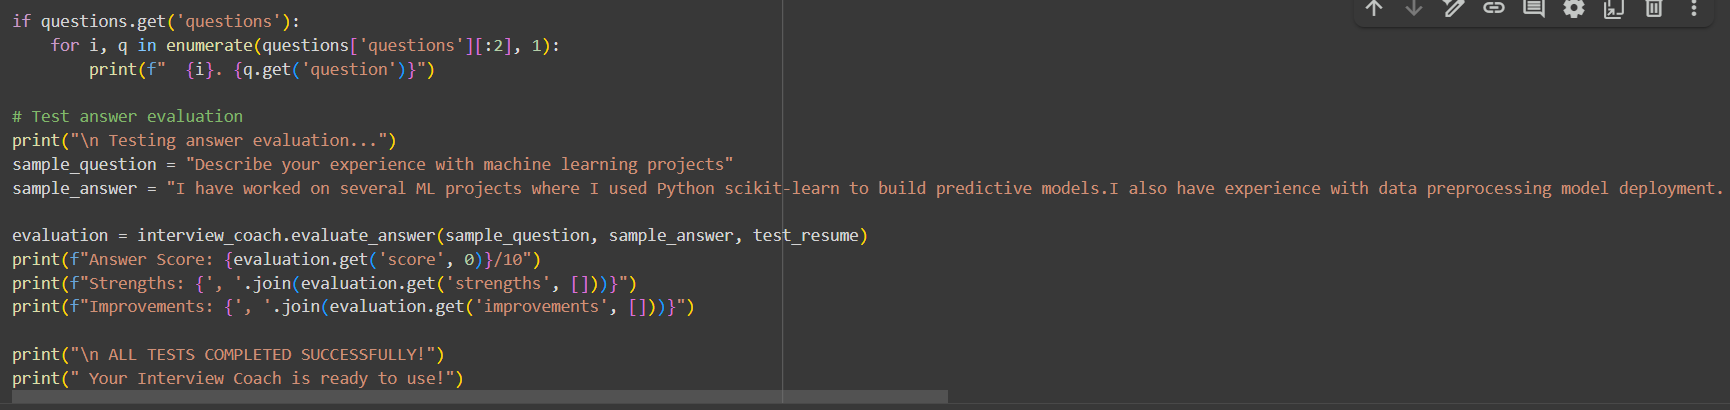 if questions.get('questions'):
    for i, q in enumerate(questions['questions'][:2], 1):
        print(f"  {i}. {q.get('question')}")
# Test answer evaluation
print("\n Testing answer evaluation...")
sample_question = "Describe your experience with machine learning projects"
sample_answer = "I have worked on several ML projects where I used Python scikit-learn to build predictive models.I also have experience with data preprocessing model deployment.
evaluation = interview_coach.evaluate_answer(sample_question, sample_answer, test_resume)
print(f"Answer Score: {evaluation.get('score', 0)}/10")
print(f"Strengths: {', '.join(evaluation.get('strengths', []))}")
print(f"Improvements: {', '.join(evaluation.get('improvements', []))}")
print("\n ALL TESTS COMPLETED SUCCESSFULLY!")
print(" Your Interview Coach is ready to use!")